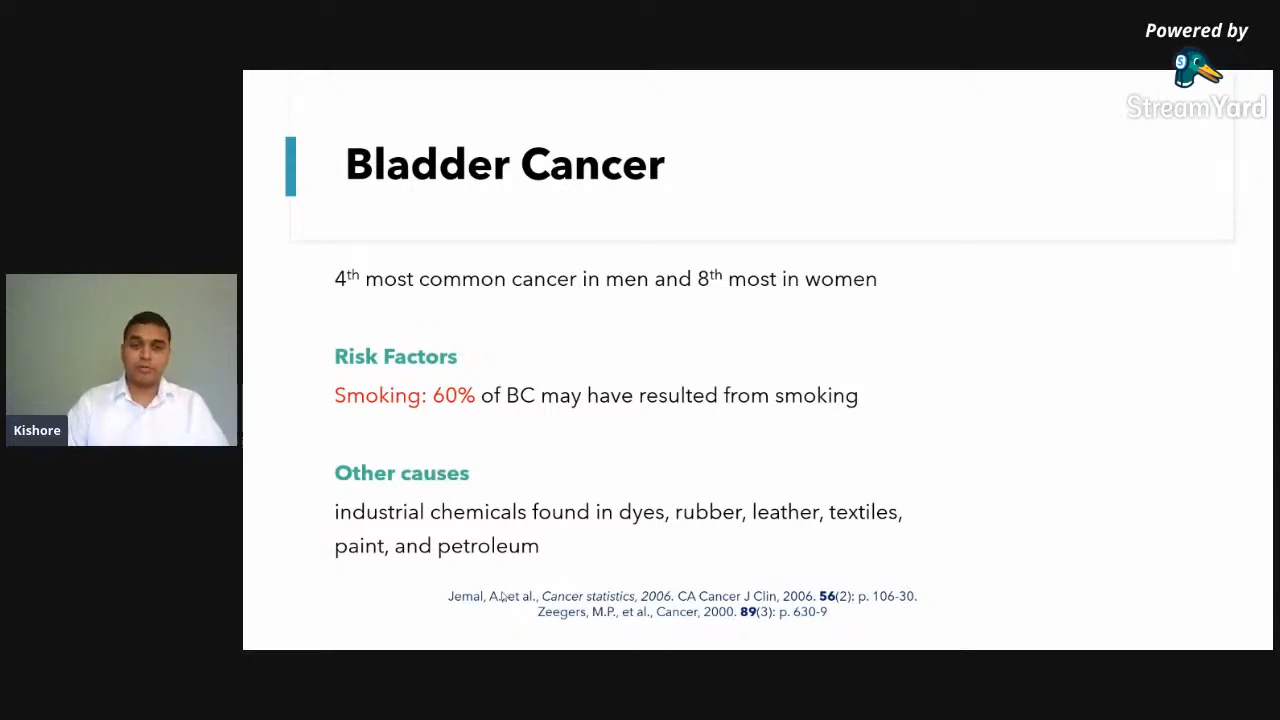 Powered by
StreamYard
Bladder Cancer
4th most common cancer in men and 8th most in women
Risk Factors
Smoking: 60% of BC may have resulted from smoking
Kishore
Other causes
industrial chemicals found in dyes, rubber, leather, textiles,
paint, and petroleum
Jemal, A., et al., Cancer statistics, 2006. CA Cancer J Clin, 2006. 56(2): p. 106-30.
Zeegers, M.P., et al., Cancer, 2000. 89(3): p. 630-9